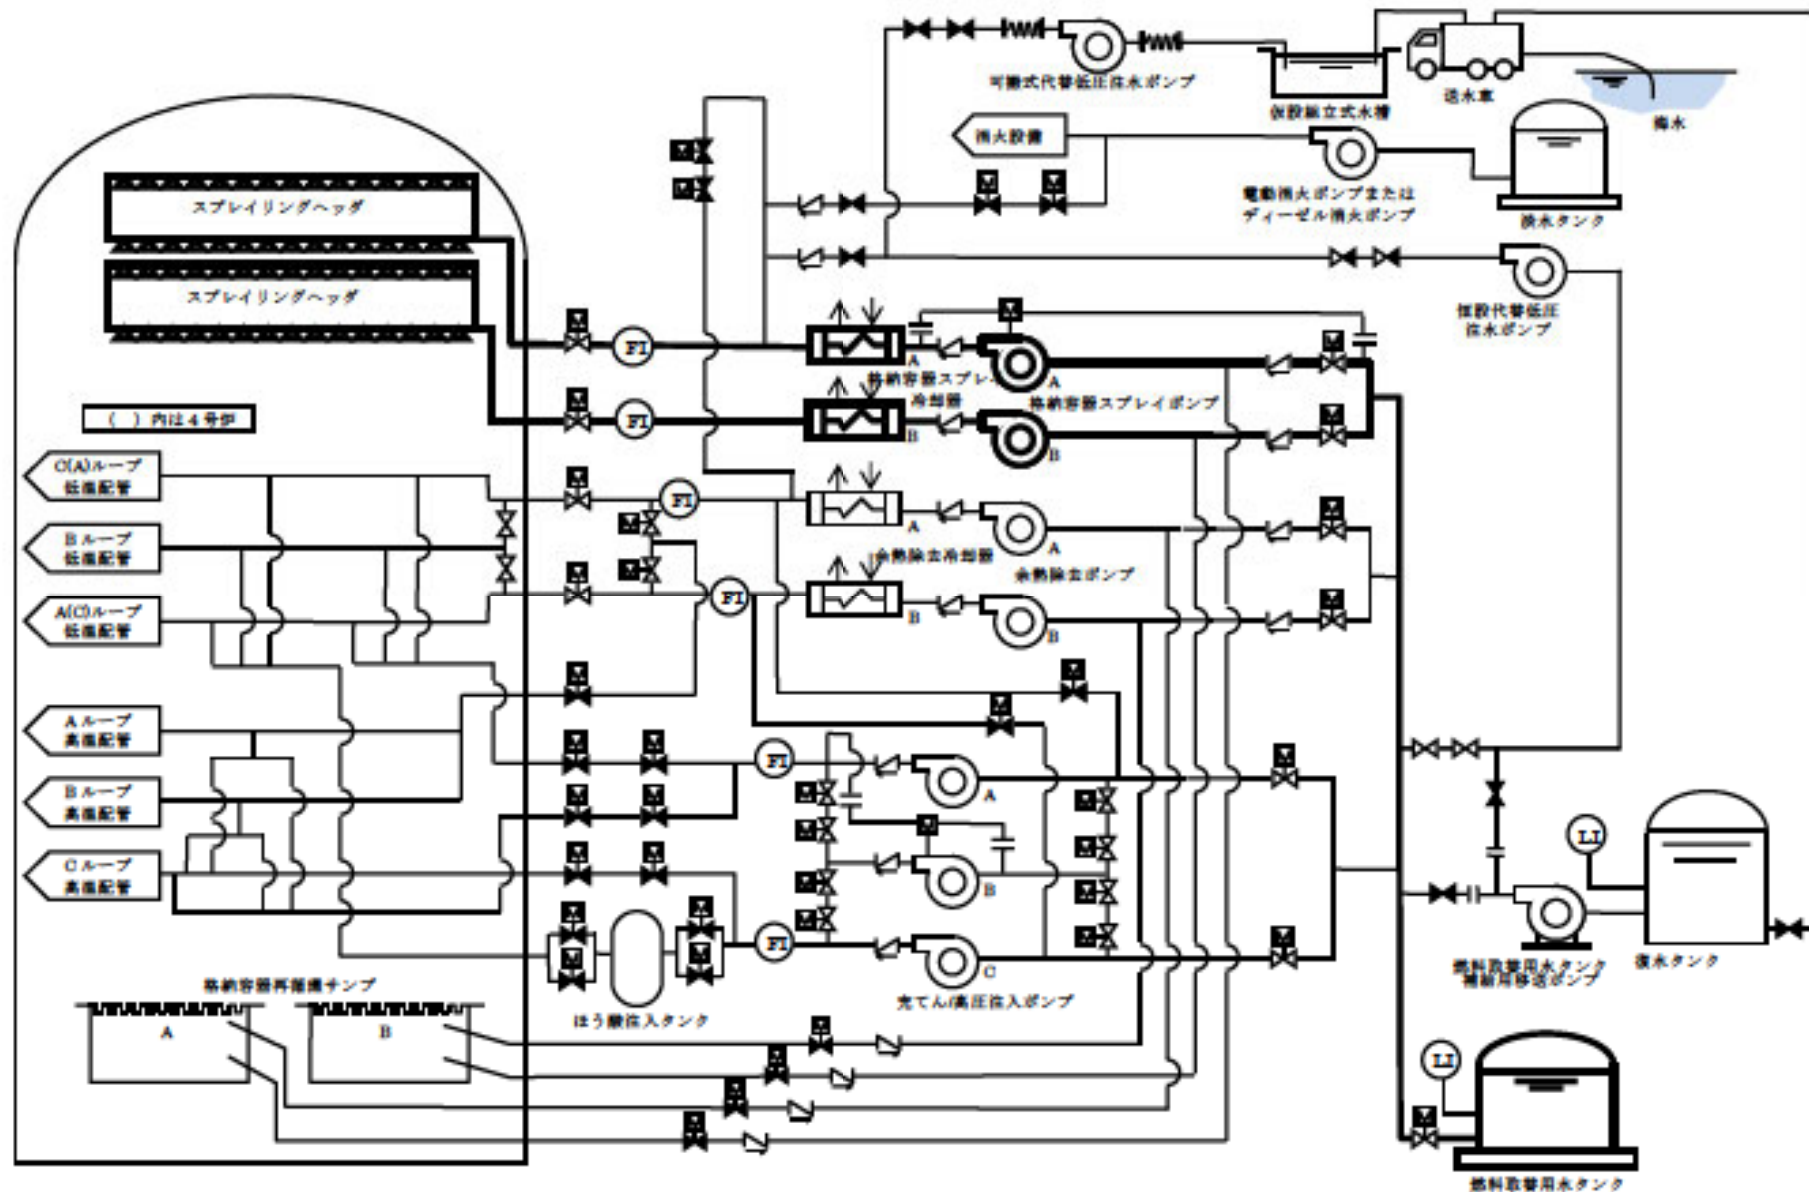 可搬式代替低圧注水ポンプ
仮設組立式水槽
送水車
海水
消火設備
M
M
M
M
電動消火ポンプまたは
ディーゼル消火ポンプ
淡水タンク
スプレイリングヘッダ
スプレイリングヘッダ
恒設代替低圧
注水ポンプ
M
FI
M
M
A
格納容器スプレイ
冷却器
A
格納容器スプレイポンプ
M
FI
B
B
M
( ) 内は4号炉
C(A)ループ
低温配管
M
FI
M
A
A
M
Bループ
低温配管
余熱除去冷却器
余熱除去ポンプ
A(C)ループ
低温配管
M
M
FI
B
B
M
M
M
M
Aループ
高温配管
M
M
FI
A
M
Bループ
高温配管
M
M
M
M
M
M
M
LI
Cループ
高温配管
M
M
M
B
M
M
M
M
M
M
M
FI
C
M
M
ほう酸注入タンク
充てん/高圧注入ポンプ
燃料取替用水タンク
補給用移送ポンプ
復水タンク
格納容器再循環サンプ
A
B
M
M
M
M
LI
M
燃料取替用水タンク